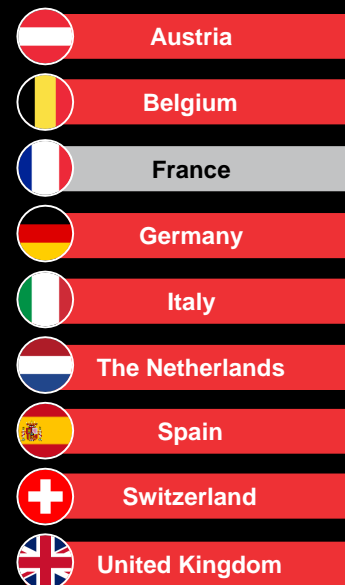 Austria
Belgium
France
Germany
Italy
The Netherlands
Spain
Switzerland
United Kingdom